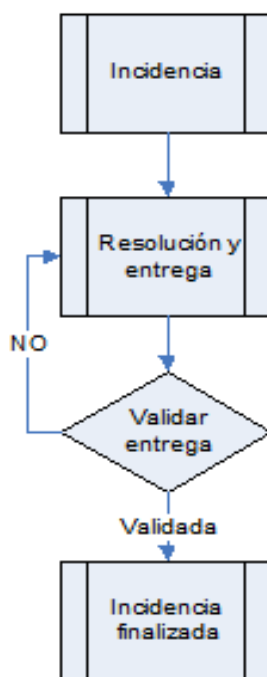 Incidencia
Resolución y
entrega
NO
Validar
entrega
Validada
Incidencia
finalizada